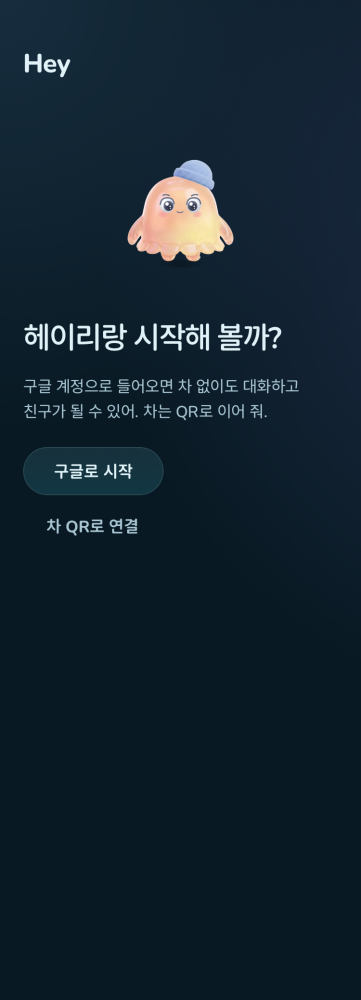 Hey
헤이리랑 시작해 볼까?
구글 계정으로 들어오면 차 없이도 대화하고
친구가 될 수 있어. 차는 QR로 이어 줘.
구글로 시작
차 QR로 연결